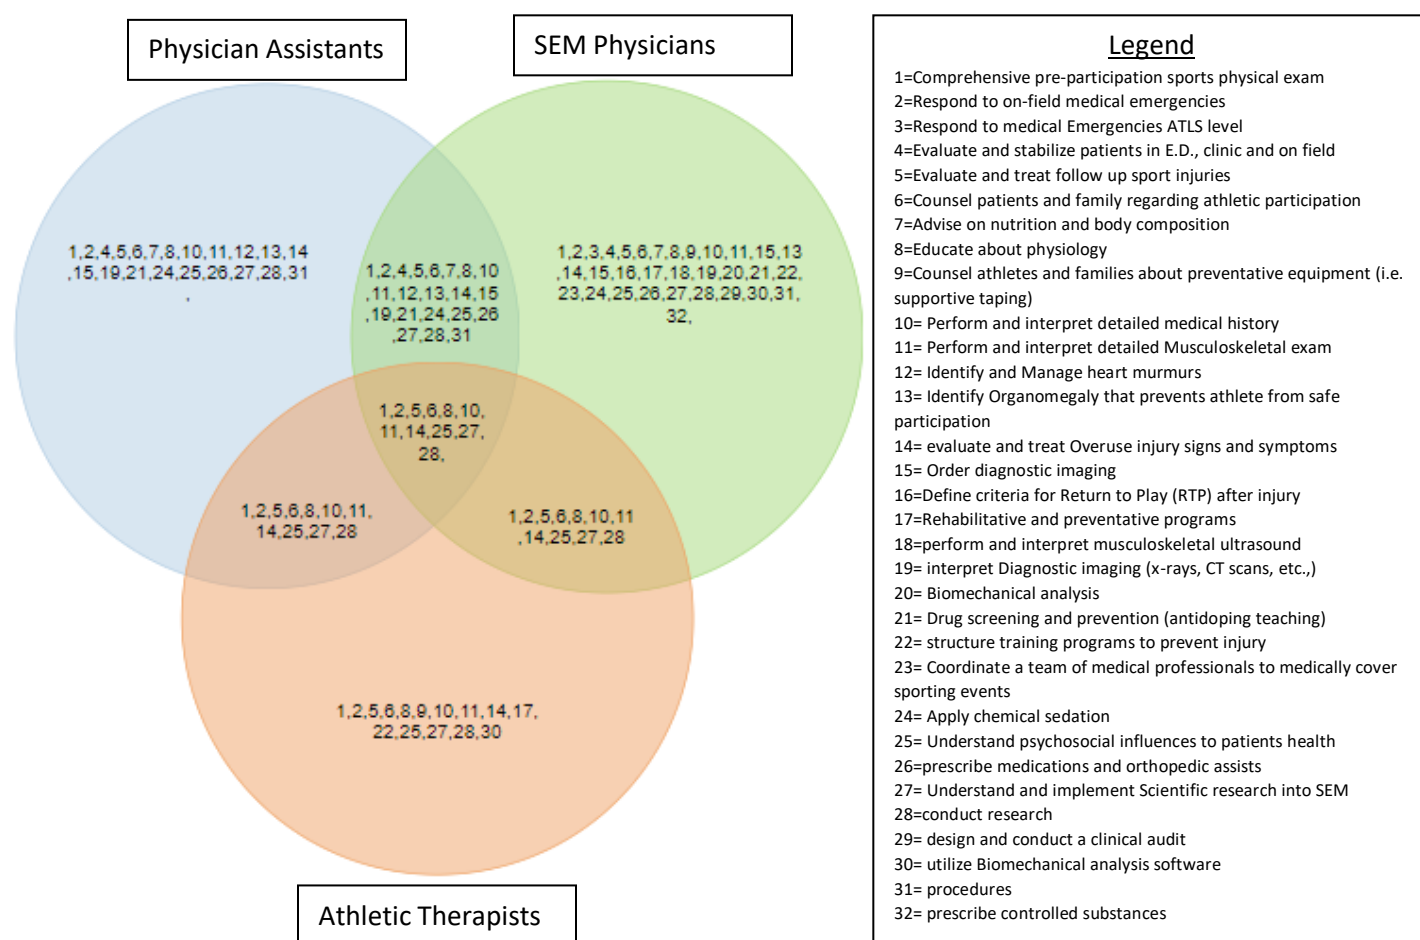 Physician Assistants
SEM Physicians
1,2,4,5,6,7,8,10,11,12,13,14
,15,19,21,24,25,26,27,28,31
,
1,2,4,5,6,7,8,10
,11,12,13,14,15
,19,21,24,25,26
,27,28,31
1,2,3,4,5,6,7,8,9,10,11,15,13
,14,15,16,17,18,19,20,21,22,
23,24,25,26,27,28,29,30,31,
32,
1,2,5,6,8,10,
11,14,25,27,
28,
1,2,5,6,8,10,11,
14,25,27,28
1,2,5,6,8,10,11
,14,25,27,28
1,2,5,6,8,9,10,11,14,17,
22,25,27,28,30
Athletic Therapists
Legend
1=Comprehensive pre-participation sports physical exam
2=Respond to on-field medical emergencies
3=Respond to medical Emergencies ATLS level
4=Evaluate and stabilize patients in E.D., clinic and on field
5=Evaluate and treat follow up sport injuries
6=Counsel patients and family regarding athletic participation
7=Advise on nutrition and body composition
8=Educate about physiology
9=Counsel athletes and families about preventative equipment (i.e.
supportive taping)
10= Perform and interpret detailed medical history
11= Perform and interpret detailed Musculoskeletal exam
12= Identify and Manage heart murmurs
13= Identify Organomegaly that prevents athlete from safe
participation
14= evaluate and treat Overuse injury signs and symptoms
15= Order diagnostic imaging
16=Define criteria for Return to Play (RTP) after injury
17=Rehabilitative and preventative programs
18=perform and interpret musculoskeletal ultrasound
19= interpret Diagnostic imaging (x-rays, CT scans, etc.,)
20= Biomechanical analysis
21= Drug screening and prevention (antidoping teaching)
22= structure training programs to prevent injury
23= Coordinate a team of medical professionals to medically cover
sporting events
24= Apply chemical sedation
25= Understand psychosocial influences to patients health
26=prescribe medications and orthopedic assists
27= Understand and implement Scientific research into SEM
28=conduct research
29= design and conduct a clinical audit
30= utilize Biomechanical analysis software
31= procedures
32= prescribe controlled substances